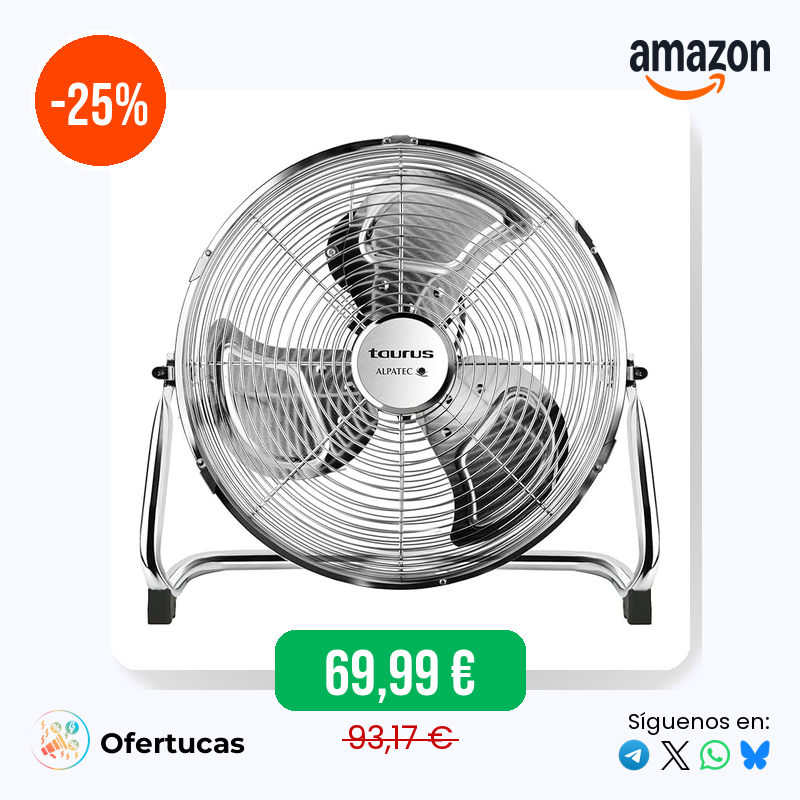 -25%
amazon
taurus
ALPATEC
69,99 €
93,17 €
Ofertucas
Síguenos en: